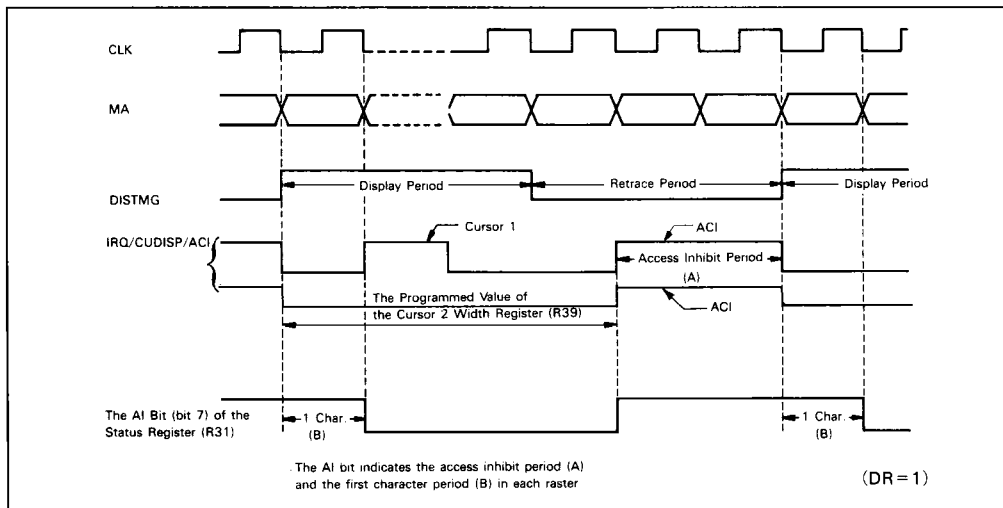 CLK
MA
Display Period
Retrace Period
Display Period
DISTMG
Cursor 1
ACI
IRQ/CUDISP/ACI
Access Inhibit Period
(A)
The Programmed Value of
the Cursor 2 Width Register (R39)
ACI
The AI Bit (bit 7) of the
Status Register (R31)
1 Char.
(B)
1 Char.
(B)
The AI bit indicates the access inhibit period (A)
and the first character period (B) in each raster
(DR=1)